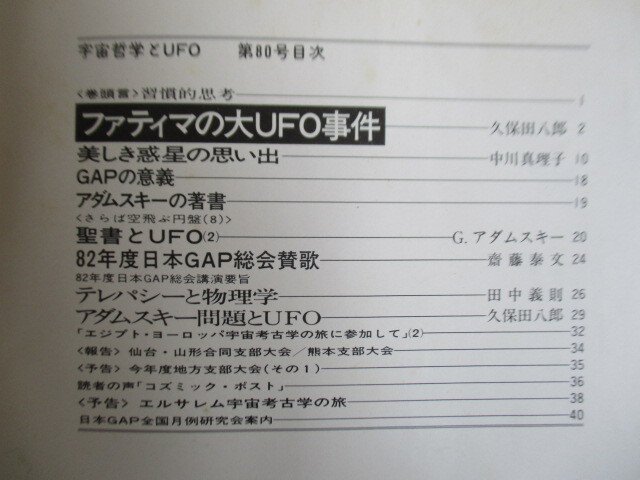 宇宙哲学とUFO 第80号目次
〈巻頭言〉習慣的思考 1
ファティマの大UFO事件 久保田八郎 2
美しき惑星の思い出 中川真理子 10
GAPの意義 18
アダムスキーの著書 19
〈さらば空飛ぶ円盤(8)〉
聖書とUFO(2) G. アダムスキー 20
82年度日本GAP総会賛歌 齋藤泰文 24
82年度日本GAP総会講演要旨
テレパシーと物理学 田中義則 26
アダムスキー問題とUFO 久保田八郎 29
「エジプト・ヨーロッパ宇宙考古学の旅に参加して」(2) 32
〈報告〉仙台・山形合同支部大会／熊本支部大会 34
〈予告〉今年度地方支部大会(その1) 35
読者の声「コズミック・ポスト」 36
〈予告〉エルサレム宇宙考古学の旅 38
日本GAP全国月例研究会案内 40